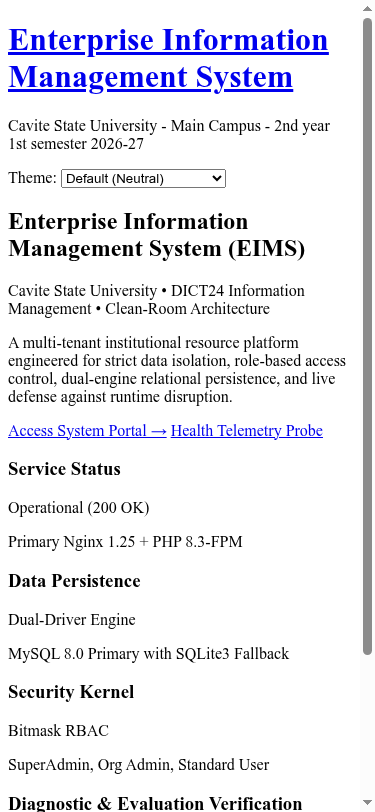 Enterprise Information
Management System
Cavite State University - Main Campus - 2nd year
1st semester 2026-27
Theme: Default (Neutral)
Enterprise Information
Management System (EIMS)
Cavite State University • DICT24 Information
Management • Clean-Room Architecture
A multi-tenant institutional resource platform
engineered for strict data isolation, role-based access
control, dual-engine relational persistence, and live
defense against runtime disruption.
Access System Portal → Health Telemetry Probe
Service Status
Operational (200 OK)
Primary Nginx 1.25 + PHP 8.3-FPM
Data Persistence
Dual-Driver Engine
MySQL 8.0 Primary with SQLite3 Fallback
Security Kernel
Bitmask RBAC
SuperAdmin, Org Admin, Standard User
Diagnostic & Evaluation Verification